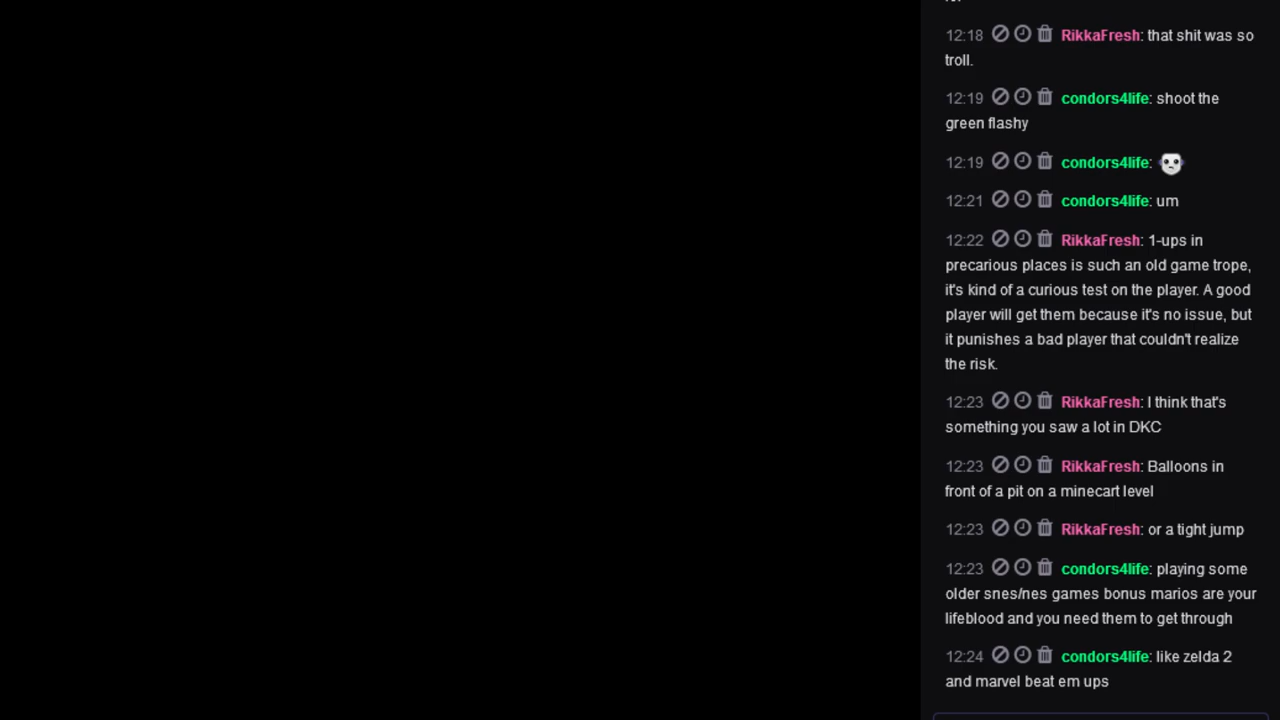 12:18 RikkaFresh: that shit was so
troll.
12:19 condors4life: shoot the
green flashy
12:19 condors4life:
12:21 condors4life: um
12:22 RikkaFresh: 1-ups in
precarious places is such an old game trope,
it's kind of a curious test on the player. A good
player will get them because it's no issue, but
it punishes a bad player that couldn't realize
the risk.
12:23 RikkaFresh: I think that's
something you saw a lot in DKC
12:23 RikkaFresh: Balloons in
front of a pit on a minecart level
12:23 RikkaFresh: or a tight jump
12:23 condors4life: playing some
older snes/nes games bonus marios are your
lifeblood and you need them to get through
12:24 condors4life: like zelda 2
and marvel beat em ups